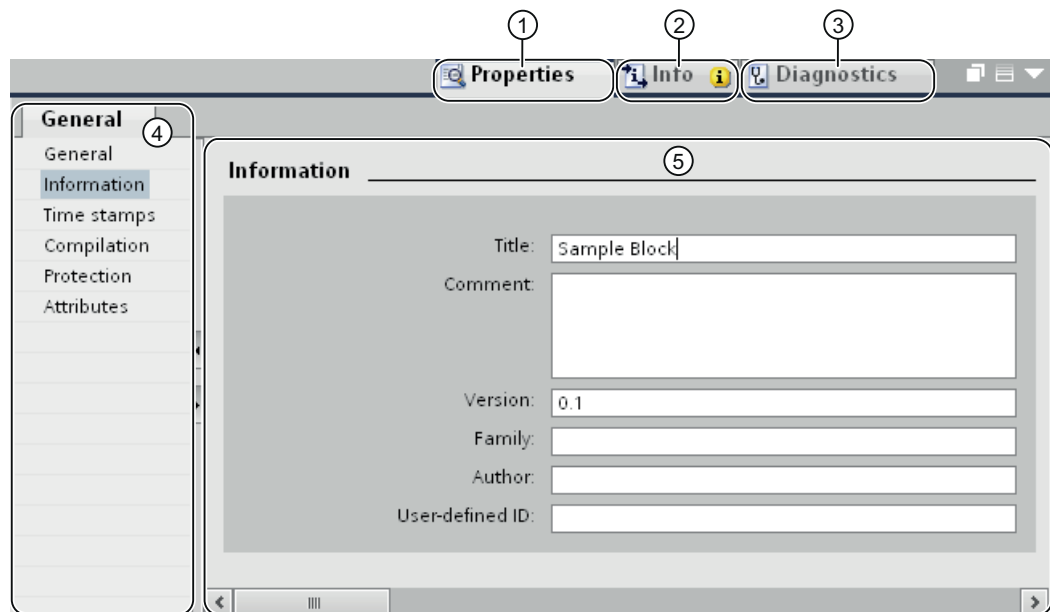 1
2
3
Properties
Info
Diagnostics
General
4
General
Information
Time stamps
Compilation
Protection
Attributes
Information
5
Title:
Sample Block
Comment:
Version:
0.1
Family:
Author:
User-defined ID: